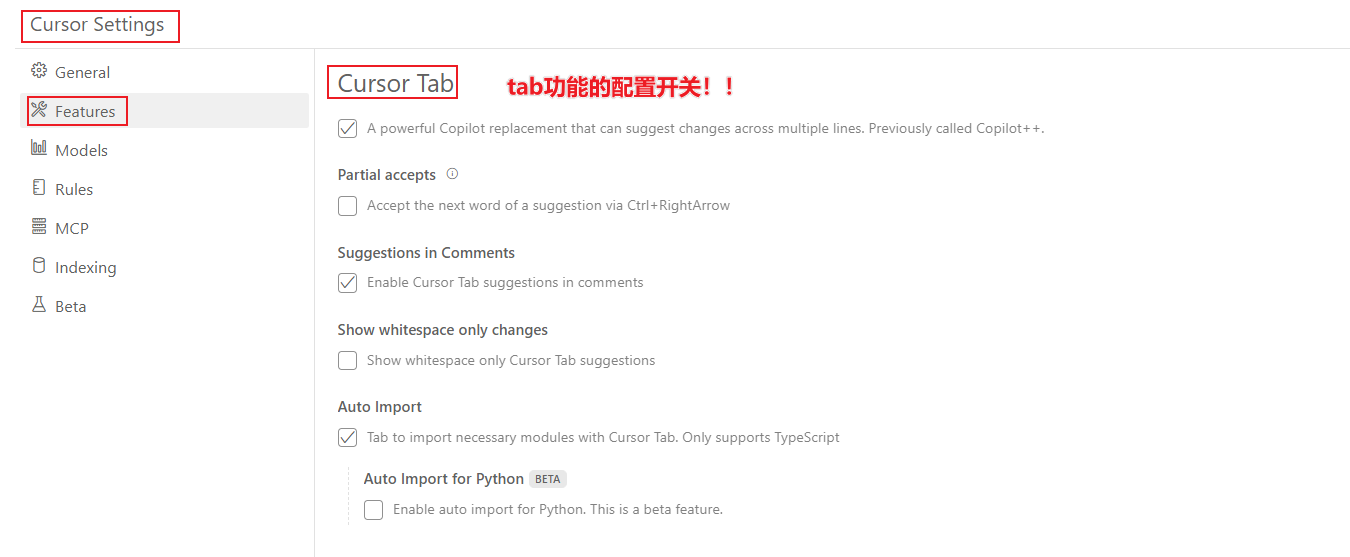 Cursor Settings
General
Features
Models
Rules
MCP
Indexing
Beta
Cursor Tab
tab功能的配置开关！！
A powerful Copilot replacement that can suggest changes across multiple lines. Previously called Copilot++.
Partial accepts
Accept the next word of a suggestion via Ctrl+RightArrow
Suggestions in Comments
Enable Cursor Tab suggestions in comments
Show whitespace only changes
Show whitespace only Cursor Tab suggestions
Auto Import
Tab to import necessary modules with Cursor Tab. Only supports TypeScript
Auto Import for Python BETA
Enable auto import for Python. This is a beta feature.